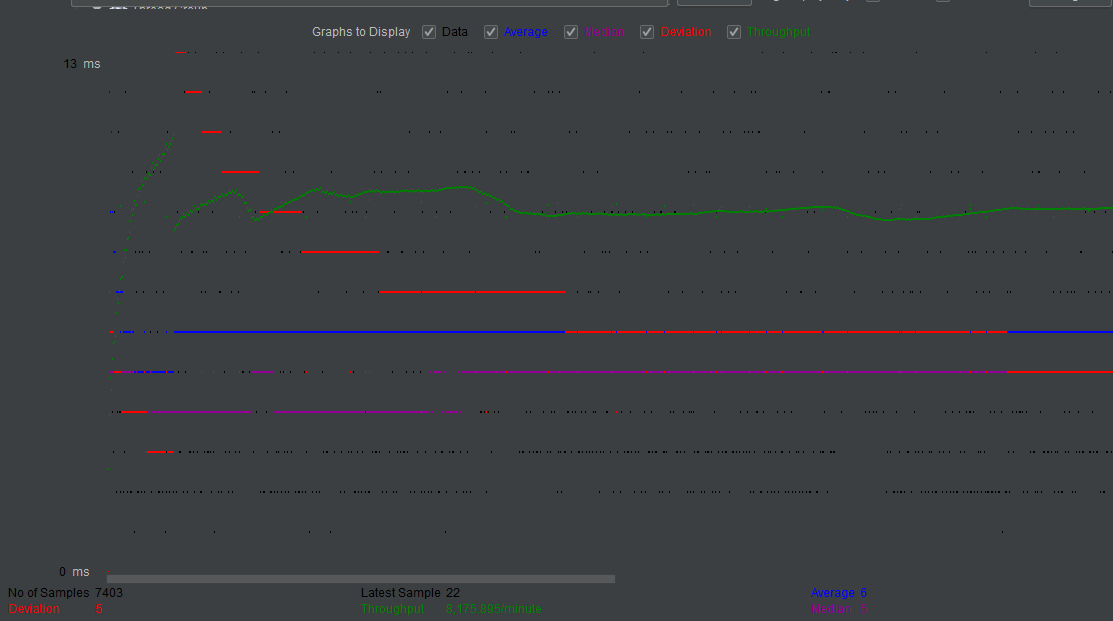 Graphs to Display Data Average Median Deviation Throughput
13 ms
0 ms
No of Samples 7403 Latest Sample 22 Average 6
Deviation 5 Throughput 8,175.895/minute Median